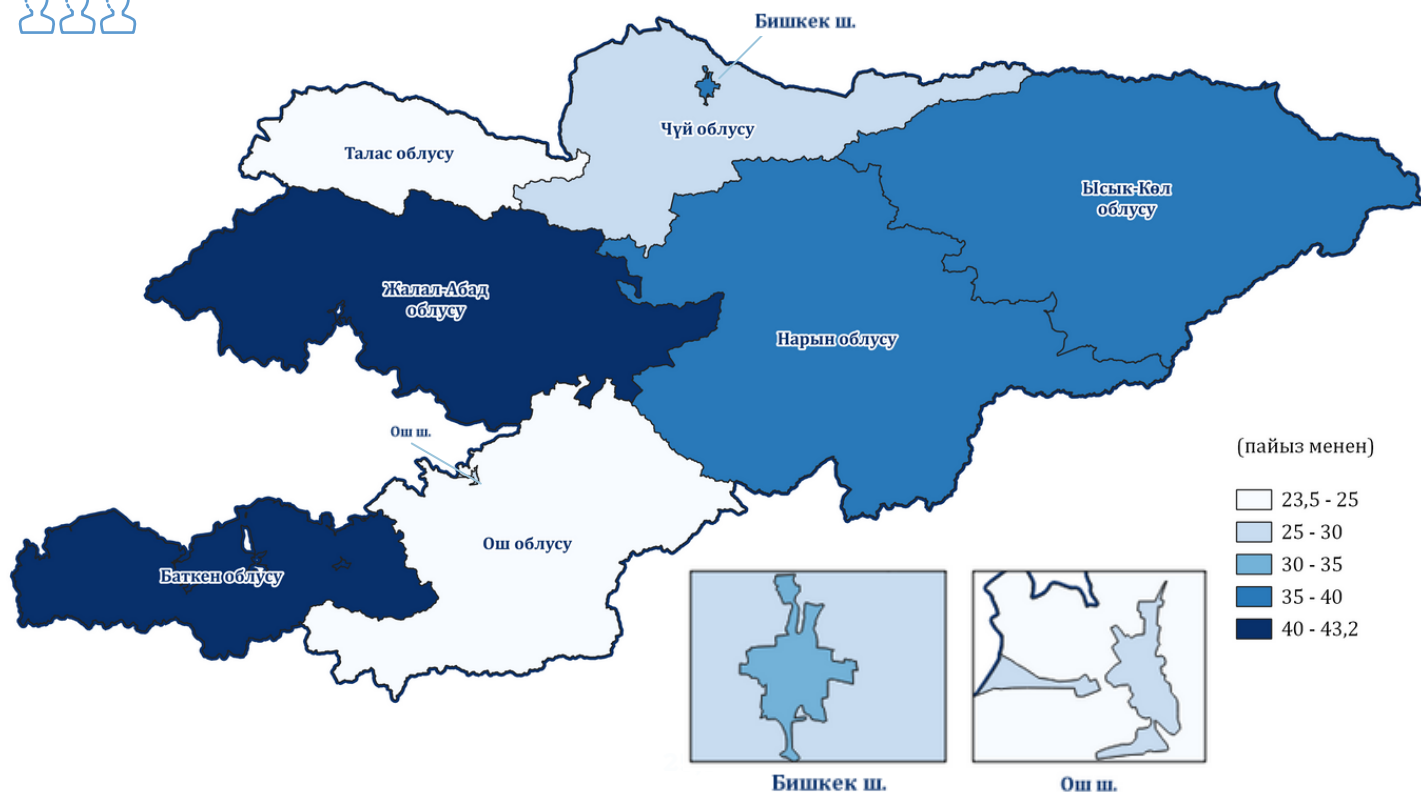 Бишкек ш.
Чүй облусу
Талас облусу
Ысык-Көл
облусу
Жалал-Абад
облусу
Нарын облусу
Ош ш.
Ош облусу
Баткен облусу
(пайыз менен)
23,5 - 25
25 - 30
30 - 35
35 - 40
40 - 43,2
Бишкек ш.
Ош ш.